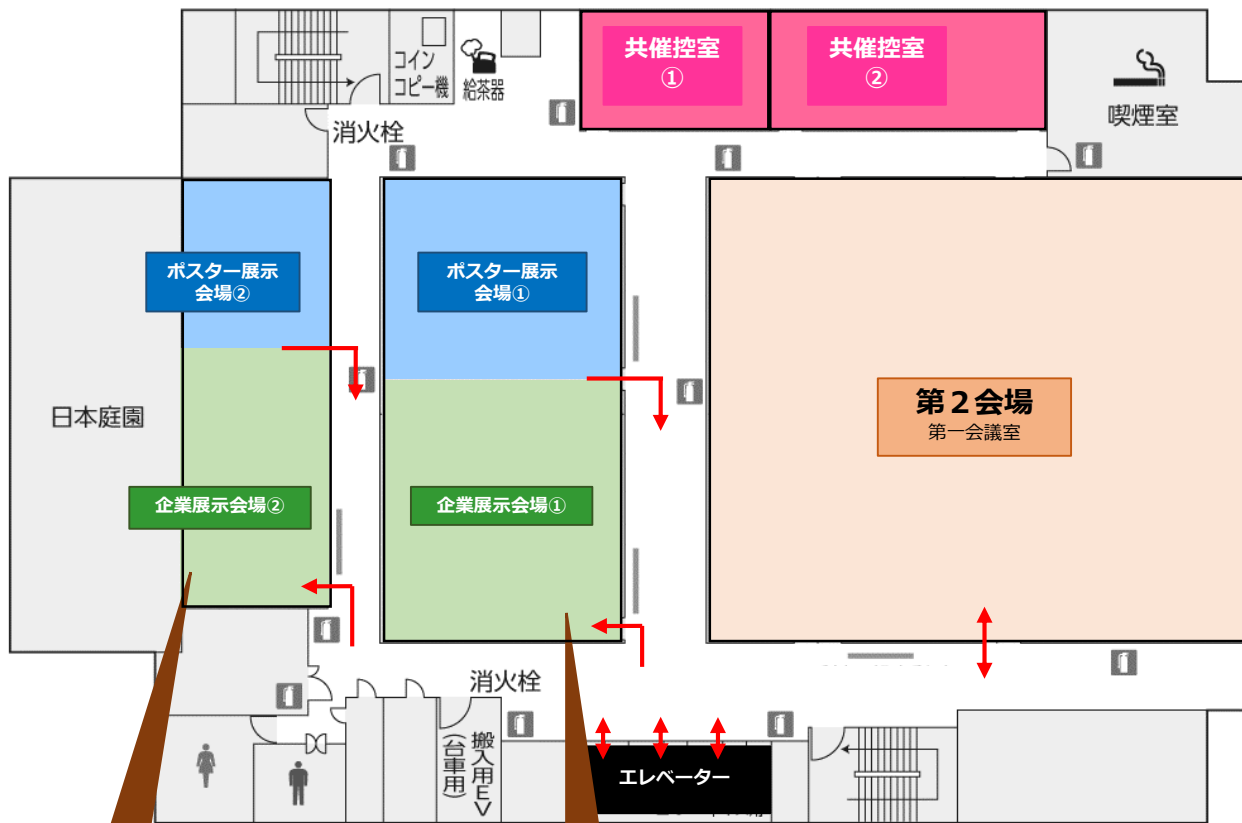 コイン
コピー機
給茶器
共催控室
①
共催控室
②
喫煙室
消火栓
ポスター展示
会場②
ポスター展示
会場①
日本庭園
第２会場
第一会議室
企業展示会場②
企業展示会場①
消火栓
搬入用EV
(台車用)
エレベーター